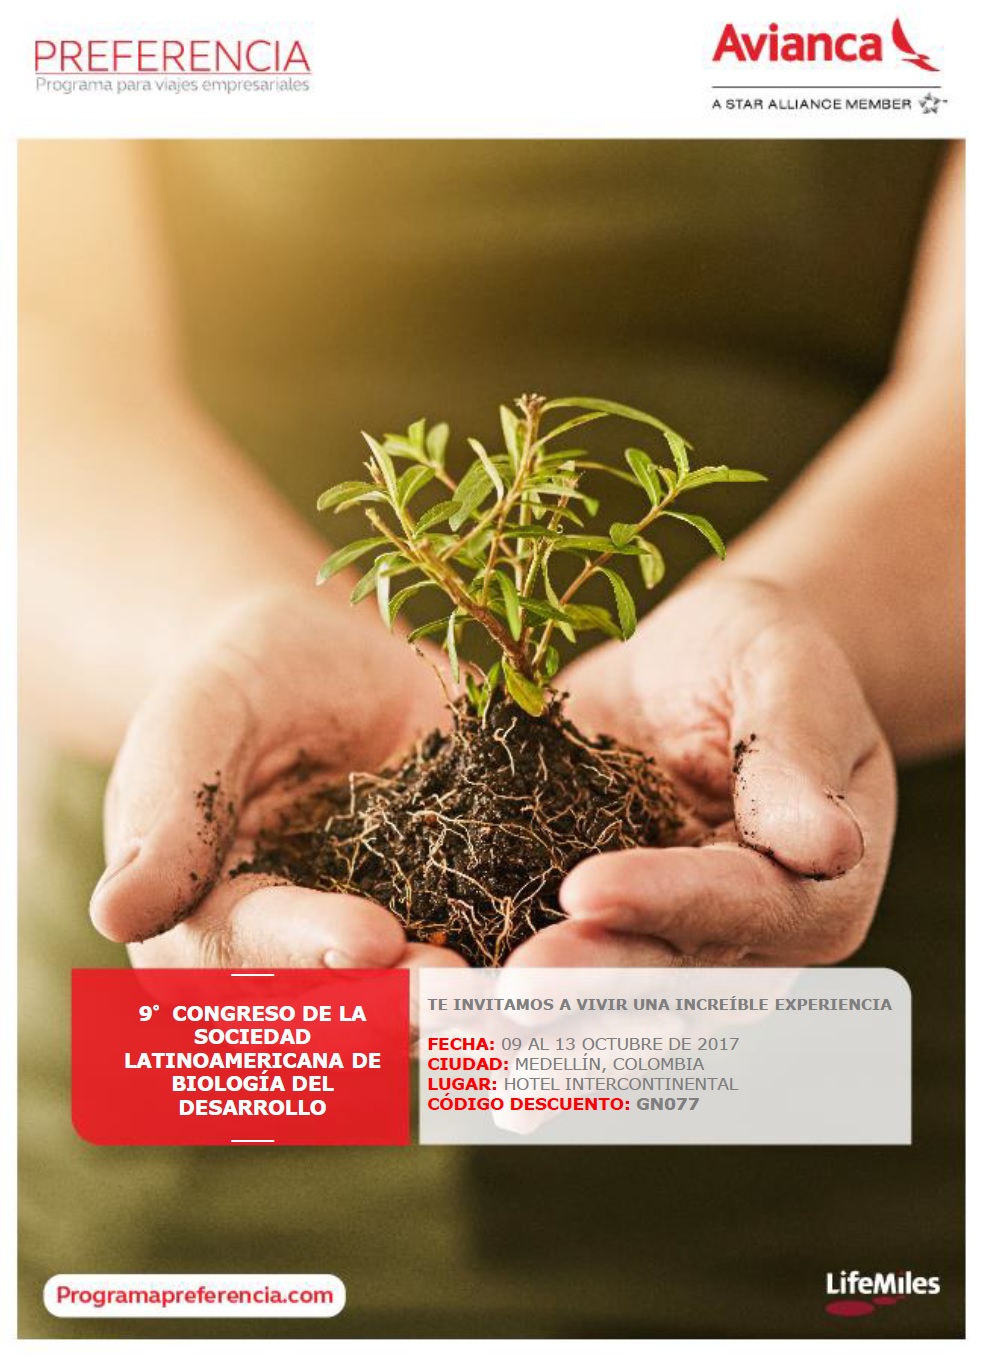 PREFERENCIA
Programa para viajes empresariales
Avianca
A STAR ALLIANCE MEMBER
9° CONGRESO DE LA
SOCIEDAD
LATINOAMERICANA DE
BIOLOGÍA DEL
DESARROLLO
TE INVITAMOS A VIVIR UNA INCREÍBLE EXPERIENCIA
FECHA: 09 AL 13 OCTUBRE DE 2017
CIUDAD: MEDELLÍN, COLOMBIA
LUGAR: HOTEL INTERCONTINENTAL
CÓDIGO DESCUENTO: GN077
Programapreferencia.com
LifeMiles